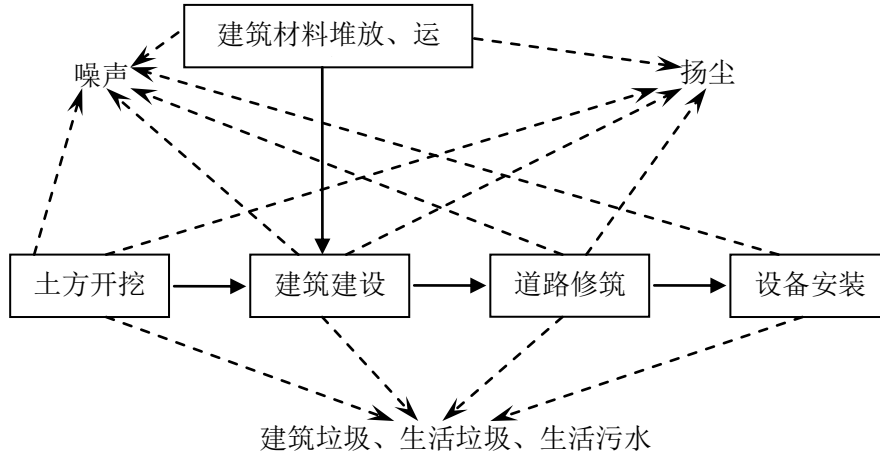 建筑材料堆放、运
噪声
扬尘
土方开挖
建筑建设
道路修筑
设备安装
建筑垃圾、生活垃圾、生活污水